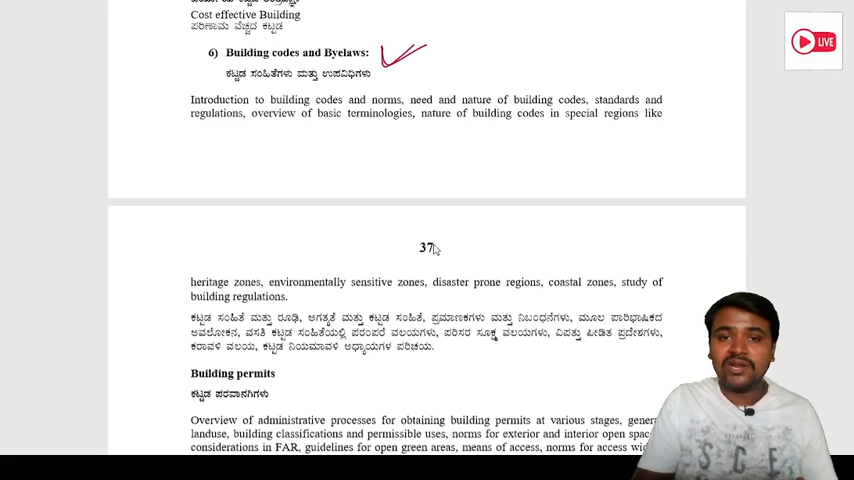 Cost effective Building
ಪರಿಣಾಮ ವೆಚ್ಚದ ಕಟ್ಟಡ
LIVE
6) Building codes and Byelaws:
ಕಟ್ಟಡ ಸಂಹಿತೆಗಳು ಮತ್ತು ಉಪವಿಧಿಗಳು
Introduction to building codes and norms, need and nature of building codes, standards and
regulations, overview of basic terminologies, nature of building codes in special regions like
37
heritage zones, environmentally sensitive zones, disaster prone regions, coastal zones, study of
building regulations.
ಕಟ್ಟಡ ಸಂಹಿತೆ ಮತ್ತು ರೂಢಿ, ಅಗತ್ಯತೆ ಮತ್ತು ಕಟ್ಟಡ ಸಂಹಿತೆ, ಪ್ರಮಾಣಕಗಳು ಮತ್ತು ನಿಬಂಧನೆಗಳು, ಮೂಲ ಪಾರಿಭಾಷಿಕದ
ಅವಲೋಕನ, ವಸತಿ ಕಟ್ಟಡ ಸಂಹಿತೆಯಲ್ಲಿ ಪರಂಪರೆ ವಲಯಗಳು, ಪರಿಸರ ಸೂಕ್ಷ್ಮ ವಲಯಗಳು, ವಿಪತ್ತು ಪೀಡಿತ ಪ್ರದೇಶಗಳು,
ಕರಾವಳಿ ವಲಯ, ಕಟ್ಟಡ ನಿಯಮಾವಳಿ ಅಧ್ಯಾಯಗಳ ಪರಿಚಯ.
Building permits
ಕಟ್ಟಡ ಪರವಾನಗಿಗಳು
Overview of administrative processes for obtaining building permits at various stages, genera
landuse, building classifications and permissible uses, norms for exterior and interior open spac
considerations in FAR, guidelines for open green areas, means of access, norms for access wi
S C E